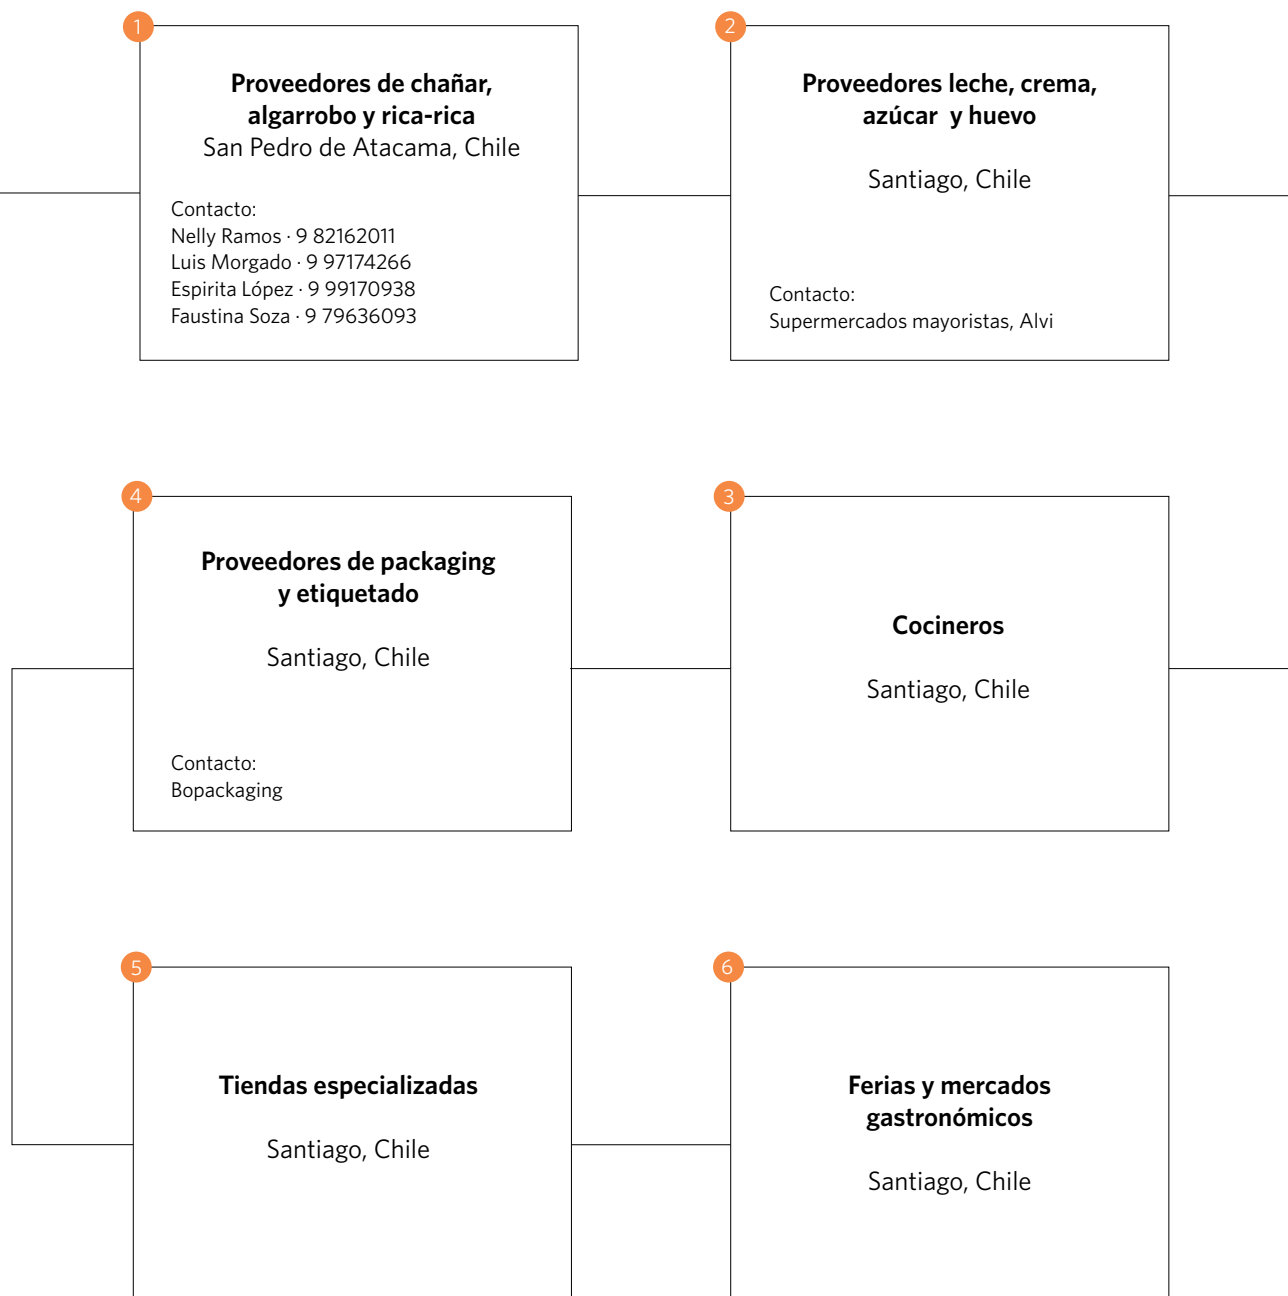 1
Proveedores de chañar,
algarrobo y rica-rica
San Pedro de Atacama, Chile
Contacto:
Nelly Ramos · 9 82162011
Luis Morgado · 9 97174266
Espirita López · 9 99170938
Faustina Soza · 9 79636093
2
Proveedores leche, crema,
azúcar  y huevo
Santiago, Chile
Contacto:
Supermercados mayoristas, Alvi
3
Cocineros
Santiago, Chile
4
Proveedores de packaging
y etiquetado
Santiago, Chile
Contacto:
Bopackaging
5
Tiendas especializadas
Santiago, Chile
6
Ferias y mercados
gastronómicos
Santiago, Chile